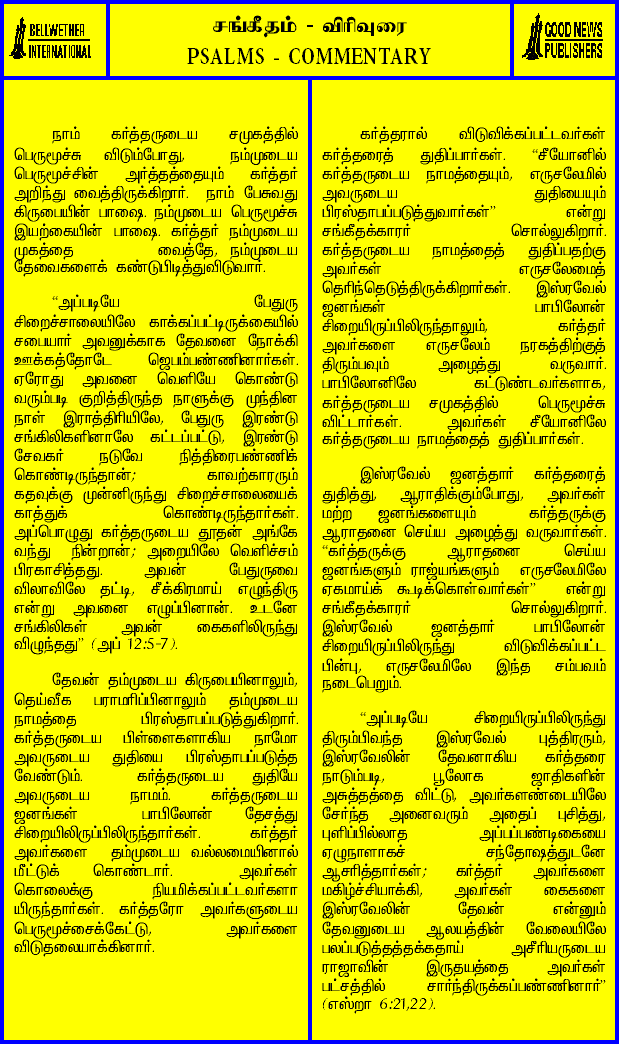 BELLWETHER
INTERNATIONAL
சங்கீதம் - விரிவுரை
PSALMS - COMMENTARY
GOOD NEWS
PUBLISHERS
நாம் கர்த்தருடைய சமுகத்தில்
பெருமூச்சு விடும்போது, நம்முடைய
பெருமூச்சின் அர்த்தத்தையும் கர்த்தர்
அறிந்து வைத்திருக்கிறார். நாம் பேசுவது
கிருபையின் பாஷை. நம்முடைய பெருமூச்சு
இயற்கையின் பாஷை. கர்த்தர் நம்முடைய
முகத்தை வைத்தே, நம்முடைய
தேவைகளைக் கண்டுபிடித்துவிடுவார்.
“அப்படியே பேதுரு
சிறைச்சாலையிலே காக்கப்பட்டிருக்கையில்
சபையார் அவனுக்காக தேவனை நோக்கி
ஊக்கத்தோடே ஜெபம்பண்ணினார்கள்.
ஏரோது அவனை வெளியே கொண்டு
வரும்படி குறித்திருந்த நாளுக்கு முந்தின
நாள் இராத்திரியிலே, பேதுரு இரண்டு
சங்கிலிகளினாலே கட்டப்பட்டு, இரண்டு
சேவகர் நடுவே நித்திரைபண்ணிக்
கொண்டிருந்தான்; காவற்காரரும்
கதவுக்கு முன்னிருந்து சிறைச்சாலையைக்
காத்துக் கொண்டிருந்தார்கள்.
அப்பொழுது கர்த்தருடைய தூதன் அங்கே
வந்து நின்றான்; அறையிலே வெளிச்சம்
பிரகாசித்தது. அவன் பேதுருவை
விலாவிலே தட்டி, சீக்கிரமாய் எழுந்திரு
என்று அவனை எழுப்பினான். உடனே
சங்கிலிகள் அவன் கைகளிலிருந்து
விழுந்தது” (அப் 12:5-7).
தேவன் தம்முடைய கிருபையினாலும்,
தெய்வீக பராமரிப்பினாலும் தம்முடைய
நாமத்தை பிரஸ்தாபப்படுத்துகிறார்.
கர்த்தருடைய பிள்ளைகளாகிய நாமோ
அவருடைய துதியை பிரஸ்தாபப்படுத்த
வேண்டும். கர்த்தருடைய துதியே
அவருடைய நாமம். கர்த்தருடைய
ஜனங்கள் பாபிலோன் தேசத்து
சிறையிலிருப்பிலிருந்தார்கள். கர்த்தர்
அவர்களை தம்முடைய வல்லமையினால்
மீட்டுக் கொண்டார். அவர்கள்
கொலைக்கு நியமிக்கப்பட்டவர்களா
யிருந்தார்கள். கர்த்தரோ அவர்களுடைய
பெருமூச்சைக்கேட்டு, அவர்களை
விடுதலையாக்கினார்.
கர்த்தரால் விடுவிக்கப்பட்டவர்கள்
கர்த்தரைத் துதிப்பார்கள். “சீயோனில்
கர்த்தருடைய நாமத்தையும், எருசலேமில்
அவருடைய துதியையும்
பிரஸ்தாபப்படுத்துவார்கள்” என்று
சங்கீதக்காரர் சொல்லுகிறார்.
கர்த்தருடைய நாமத்தைத் துதிப்பதற்கு
அவர்கள் எருசலேமைத்
தெரிந்தெடுத்திருக்கிறார்கள். இஸ்ரவேல்
ஜனங்கள் பாபிலோன்
சிறையிருப்பிலிருந்தாலும், கர்த்தர்
அவர்களை எருசலேம் நரகத்திற்குத்
திரும்பவும் அழைத்து வருவார்.
பாபிலோனிலே கட்டுண்டவர்களாக,
கர்த்தருடைய சமுகத்தில் பெருமூச்சு
விட்டார்கள். அவர்கள் சீயோனிலே
கர்த்தருடைய நாமத்தைத் துதிப்பார்கள்.
இஸ்ரவேல் ஜனத்தார் கர்த்தரைத்
துதித்து, ஆராதிக்கும்போது, அவர்கள்
மற்ற ஜனங்களையும் கர்த்தருக்கு
ஆராதனை செய்ய அழைத்து வருவார்கள்.
“கர்த்தருக்கு ஆராதனை செய்ய
ஜனங்களும் ராஜ்யங்களும் எருசலேமிலே
ஏகமாய்க் கூடிக்கொள்வார்கள்” என்று
சங்கீதக்காரர் சொல்லுகிறார்.
இஸ்ரவேல் ஜனத்தார் பாபிலோன்
சிறையிருப்பிலிருந்து விடுவிக்கப்பட்ட
பின்பு, எருசலேமிலே இந்த சம்பவம்
நடைபெறும்.
“அப்படியே சிறையிருப்பிலிருந்து
திரும்பிவந்த இஸ்ரவேல் புத்திரரும்,
இஸ்ரவேலின் தேவனாகிய கர்த்தரை
நாடும்படி, பூலோக ஜாதிகளின்
அசுத்தத்தை விட்டு, அவர்களண்டையிலே
சேர்ந்த அனைவரும் அதைப் புசித்து,
புளிப்பில்லாத அப்பப்பண்டிகையை
ஏழுநாளாகச் சந்தோஷத்துடனே
ஆசரித்தார்கள்; கர்த்தர் அவர்களை
மகிழ்ச்சியாக்கி, அவர்கள் கைகளை
இஸ்ரவேலின் தேவன் என்னும்
தேவனுடைய ஆலயத்தின் வேலையிலே
பலப்படுத்தத்தக்கதாய் அசீரியருடைய
ராஜாவின் இருதயத்தை அவர்கள்
பட்சத்தில் சார்ந்திருக்கப்பண்ணினார்”
(எஸ்றா 6:21,22).